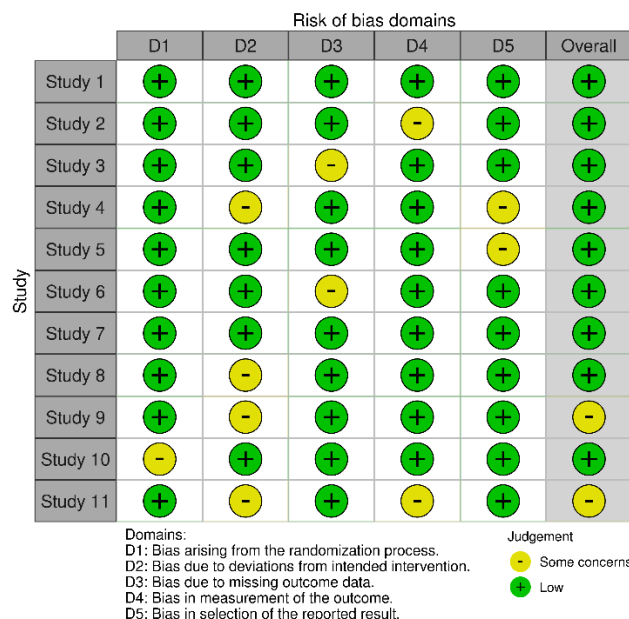 Risk of bias domains
D1 D2 D3 D4 D5 Overall
Study
Study 1 + + + + + +
Study 2 + + + - + +
Study 3 + + - + + +
Study 4 + - + + - +
Study 5 + + + + - +
Study 6 + + - + + +
Study 7 + + + + + +
Study 8 + - + + + +
Study 9 + - + + + -
Study 10 - + + + + +
Study 11 + - + - + -
Domains:
D1: Bias arising from the randomization process.
D2: Bias due to deviations from intended intervention.
D3: Bias due to missing outcome data.
D4: Bias in measurement of the outcome.
D5: Bias in selection of the reported result.
Judgement
- Some concerns
+ Low